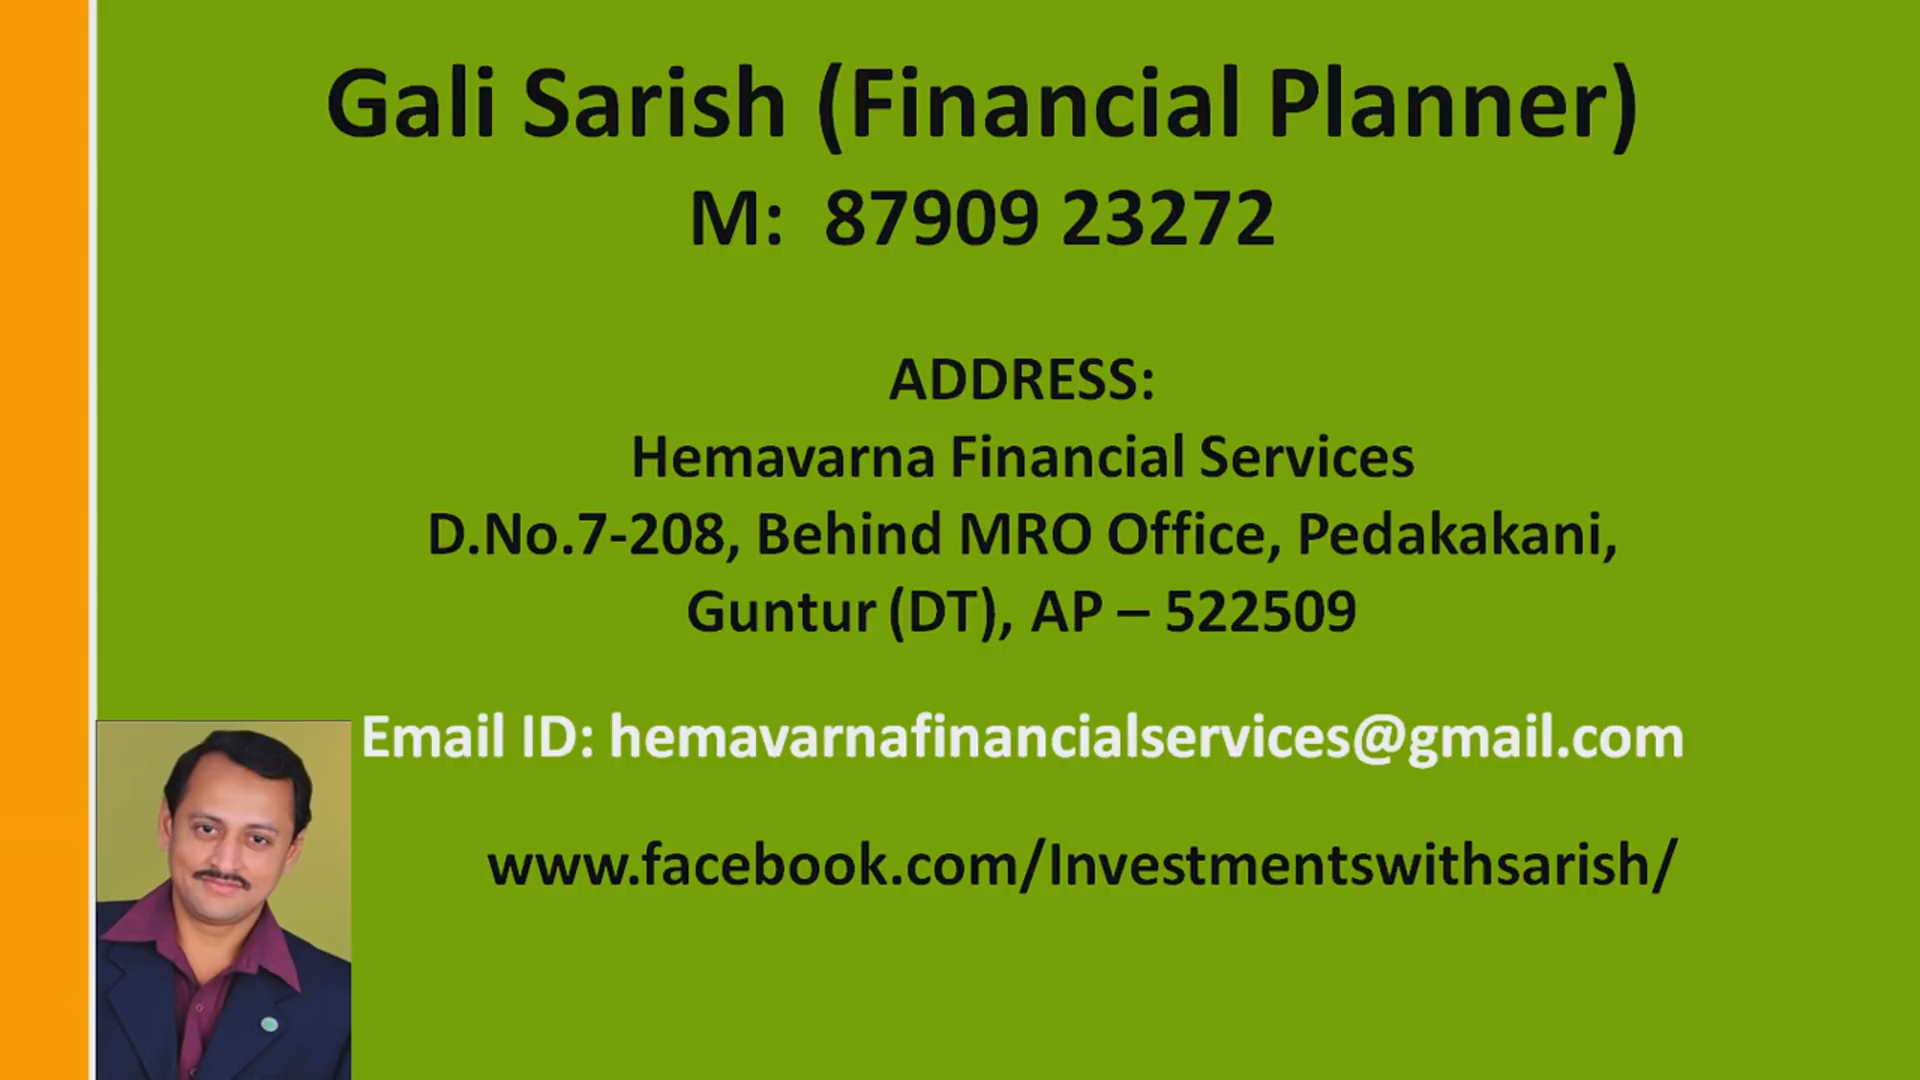 Gali Sarish (Financial Planner)
M: 87909 23272
ADDRESS:
Hemavarna Financial Services
D.No.7-208, Behind MRO Office, Pedakakani,
Guntur (DT), AP – 522509
Email ID: hemavarnafinancialservices@gmail.com
www.facebook.com/Investmentswithsarish/